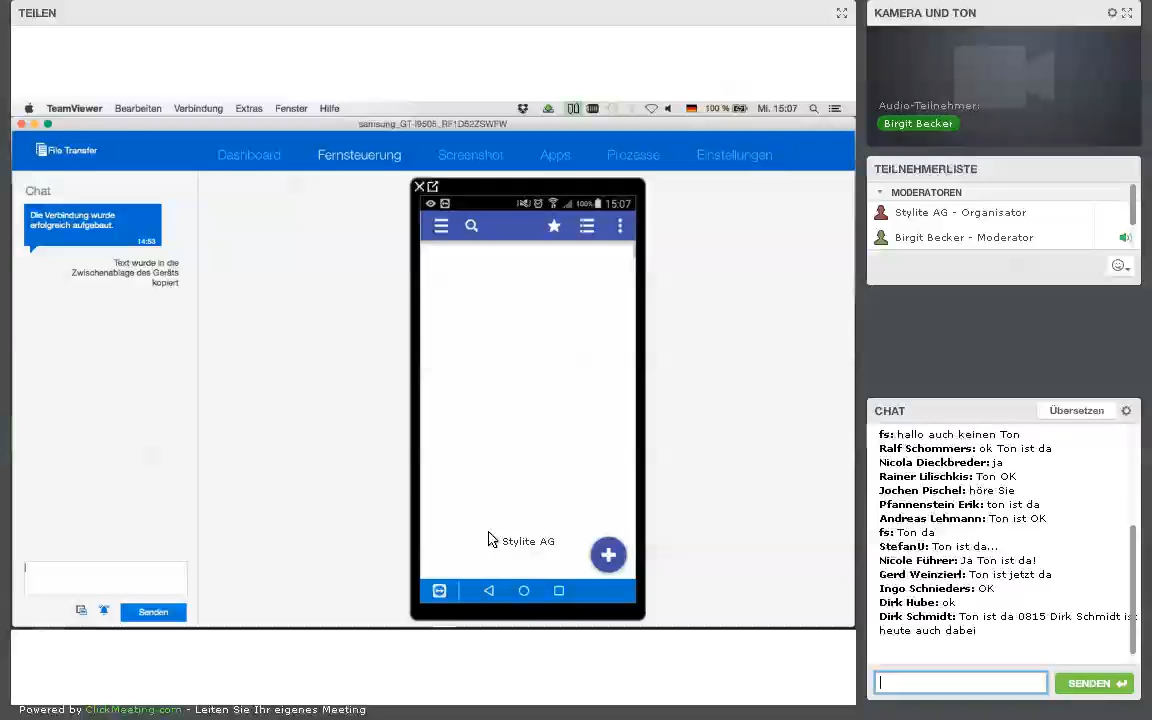 TEILEN
TeamViewer Bearbeiten Verbindung Extras Fenster Hilfe
100 % Mi. 15:07
samsung_GT-I9505_RF1D52ZSWFW
File Transfer
Dashboard Fernsteuerung Screenshot Apps Prozesse Einstellungen
Chat
Die Verbindung wurde
erfolgreich aufgebaut.
14:53
Text wurde in die
Zwischenablage des Geräts
kopiert
Senden
100% 15:07
Stylite AG
KAMERA UND TON
Audio-Teilnehmer:
Birgit Becker
TEILNEHMERLISTE
MODERATOREN
Stylite AG - Organisator
Birgit Becker - Moderator
CHAT Übersetzen
fs: hallo auch keinen Ton
Ralf Schommers: ok Ton ist da
Nicola Dieckbreder: ja
Rainer Lilischkis: Ton OK
Jochen Pischel: höre Sie
Pfannenstein Erik: ton ist da
Andreas Lehmann: Ton ist OK
fs: Ton da
StefanU: Ton ist da...
Nicole Führer: Ja Ton ist da!
Gerd Weinzierl: Ton ist jetzt da
Ingo Schnieders: OK
Dirk Hube: ok
Dirk Schmidt: Ton ist da 0815 Dirk Schmidt ist
heute auch dabei
SENDEN
Powered by ClickMeeting.com - Leiten Sie Ihr eigenes Meeting